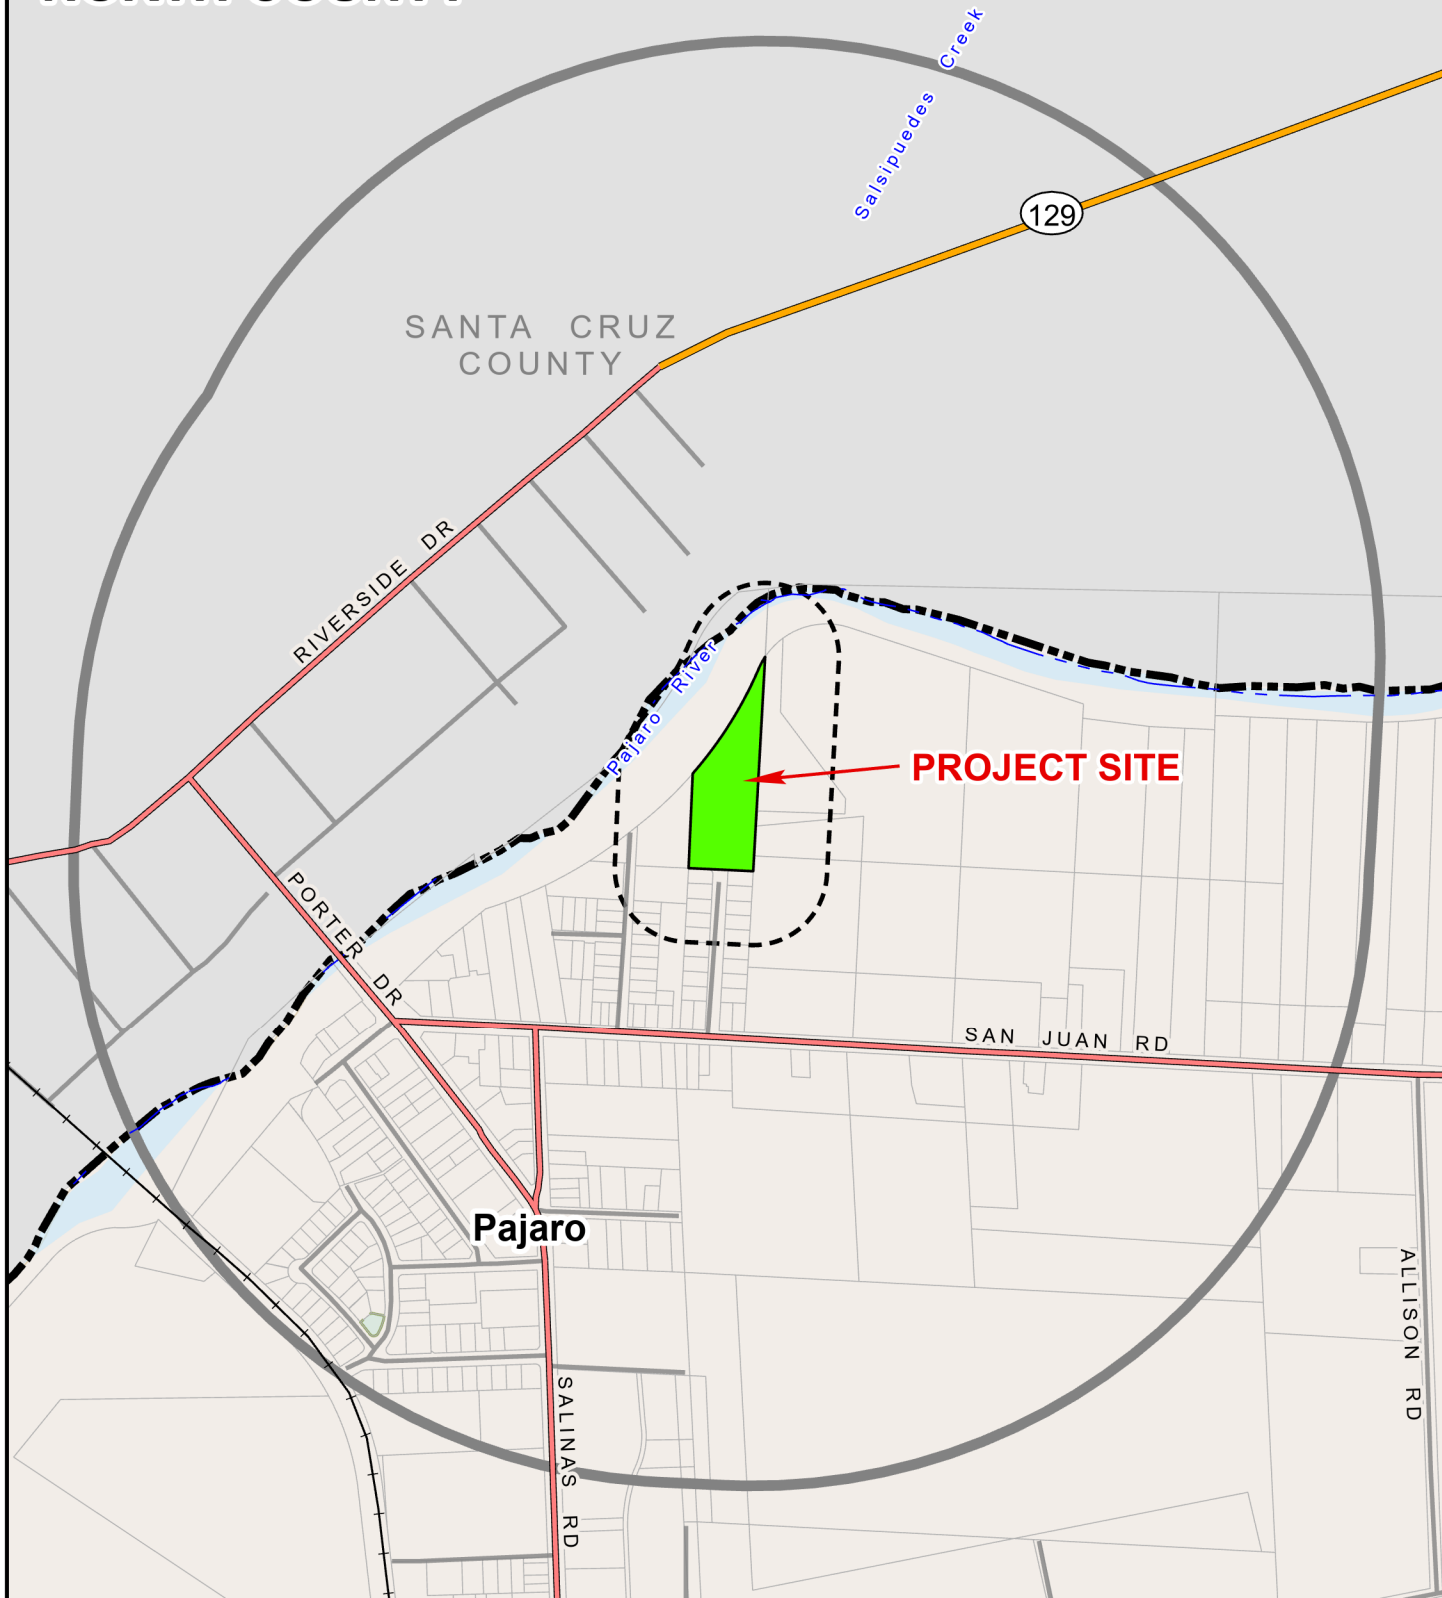 Salsipuedes Creek
129
SANTA CRUZ
COUNTY
RIVERSIDE DR
Pajaro River
PROJECT SITE
PORTER DR
SAN JUAN RD
Pajaro
ALLISON RD
SALINAS RD